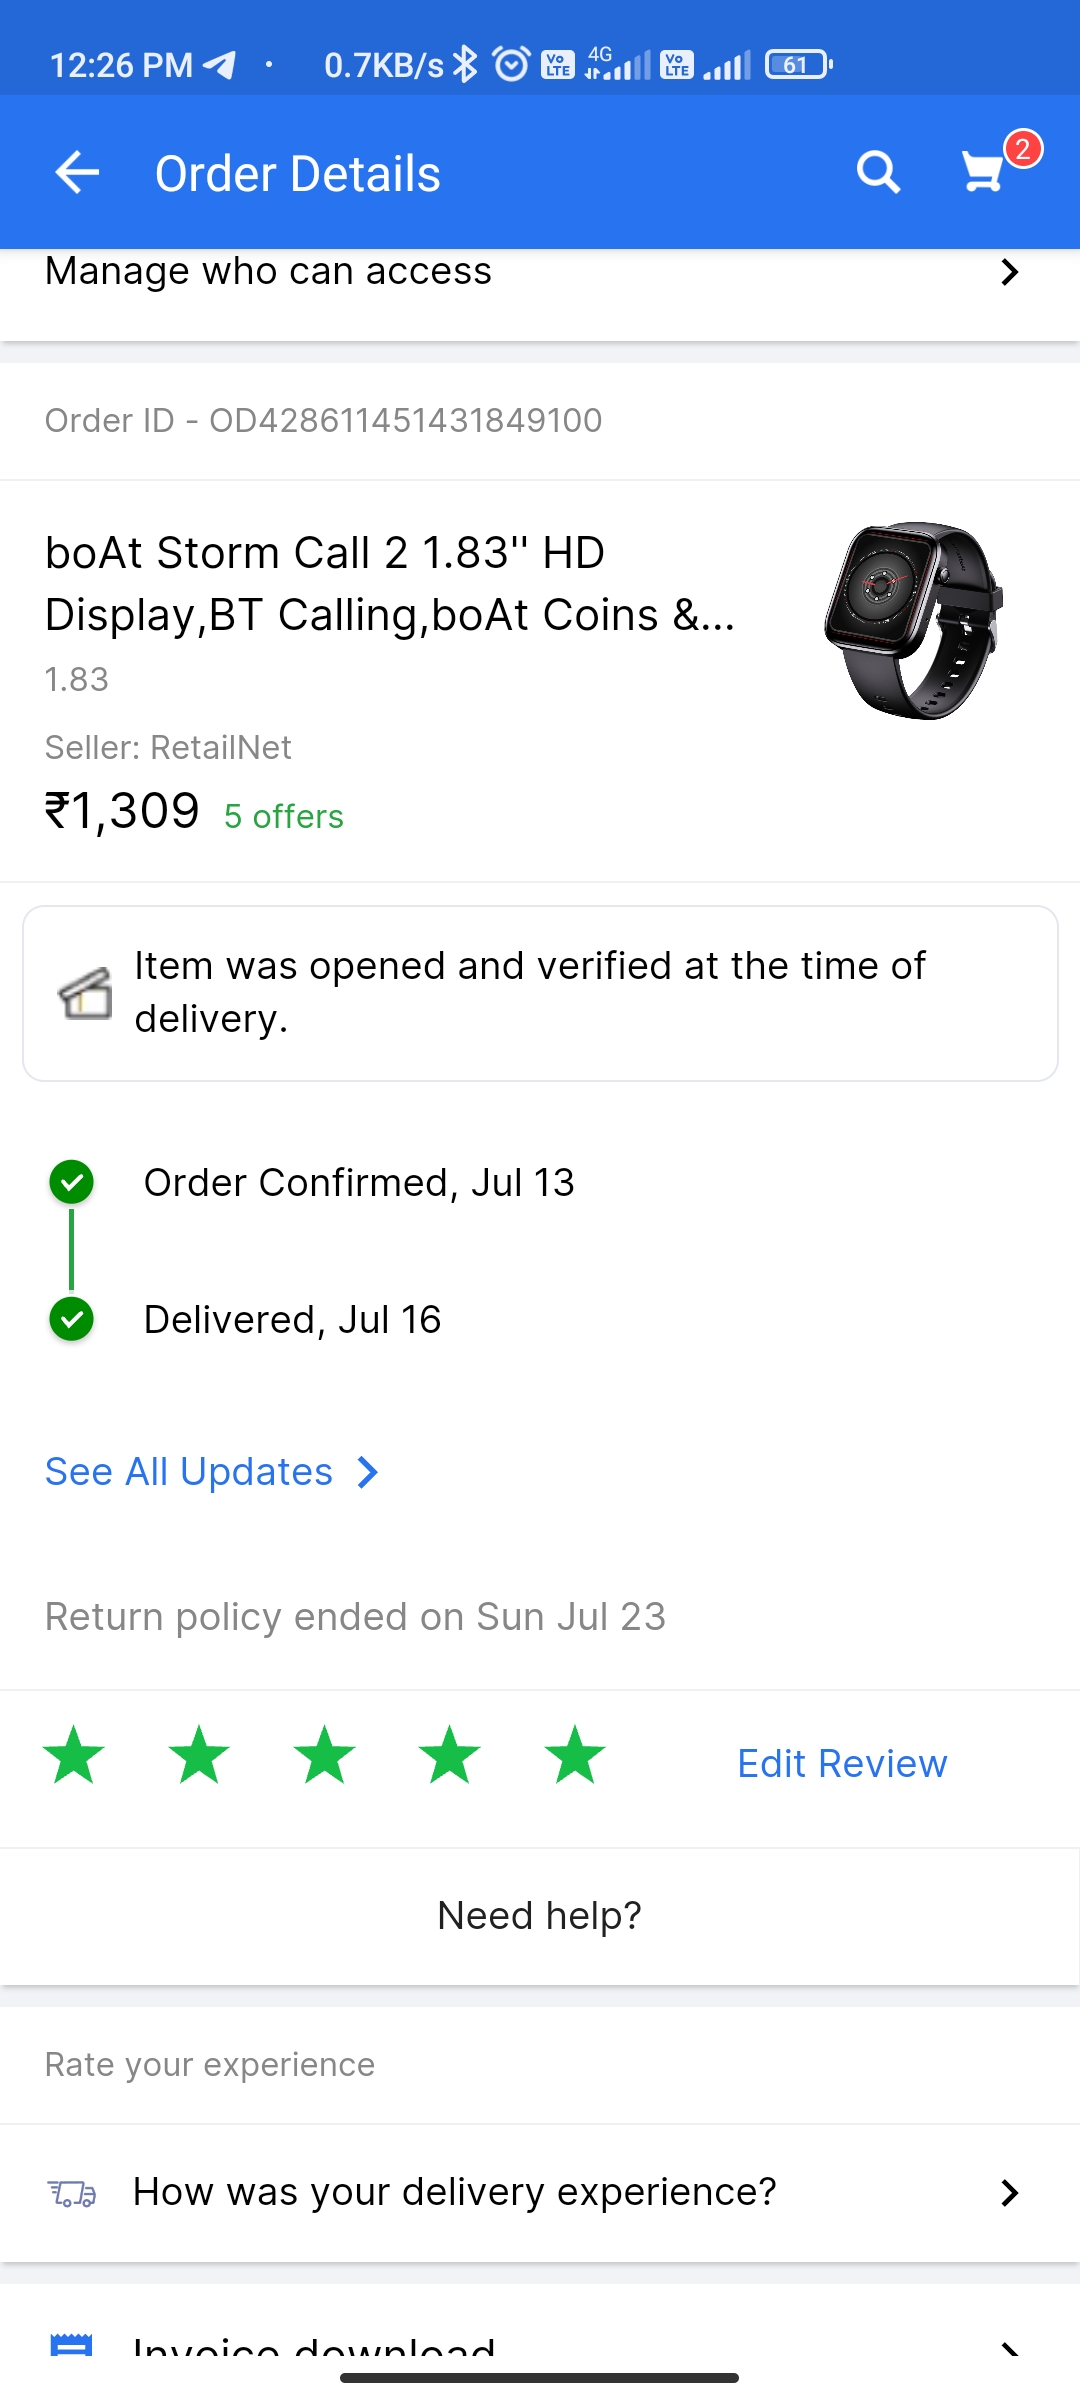 12:26 PM · 0.7KB/s Vo LTE 4G Vo LTE 61
Order Details 2
Manage who can access
Order ID - OD428611451431849100
boAt Storm Call 2 1.83'' HD
Display,BT Calling,boAt Coins &...
1.83
Seller: RetailNet
₹1,309 5 offers
Item was opened and verified at the time of
delivery.
Order Confirmed, Jul 13
Delivered, Jul 16
See All Updates
Return policy ended on Sun Jul 23
Edit Review
Need help?
Rate your experience
How was your delivery experience?
Invoice download